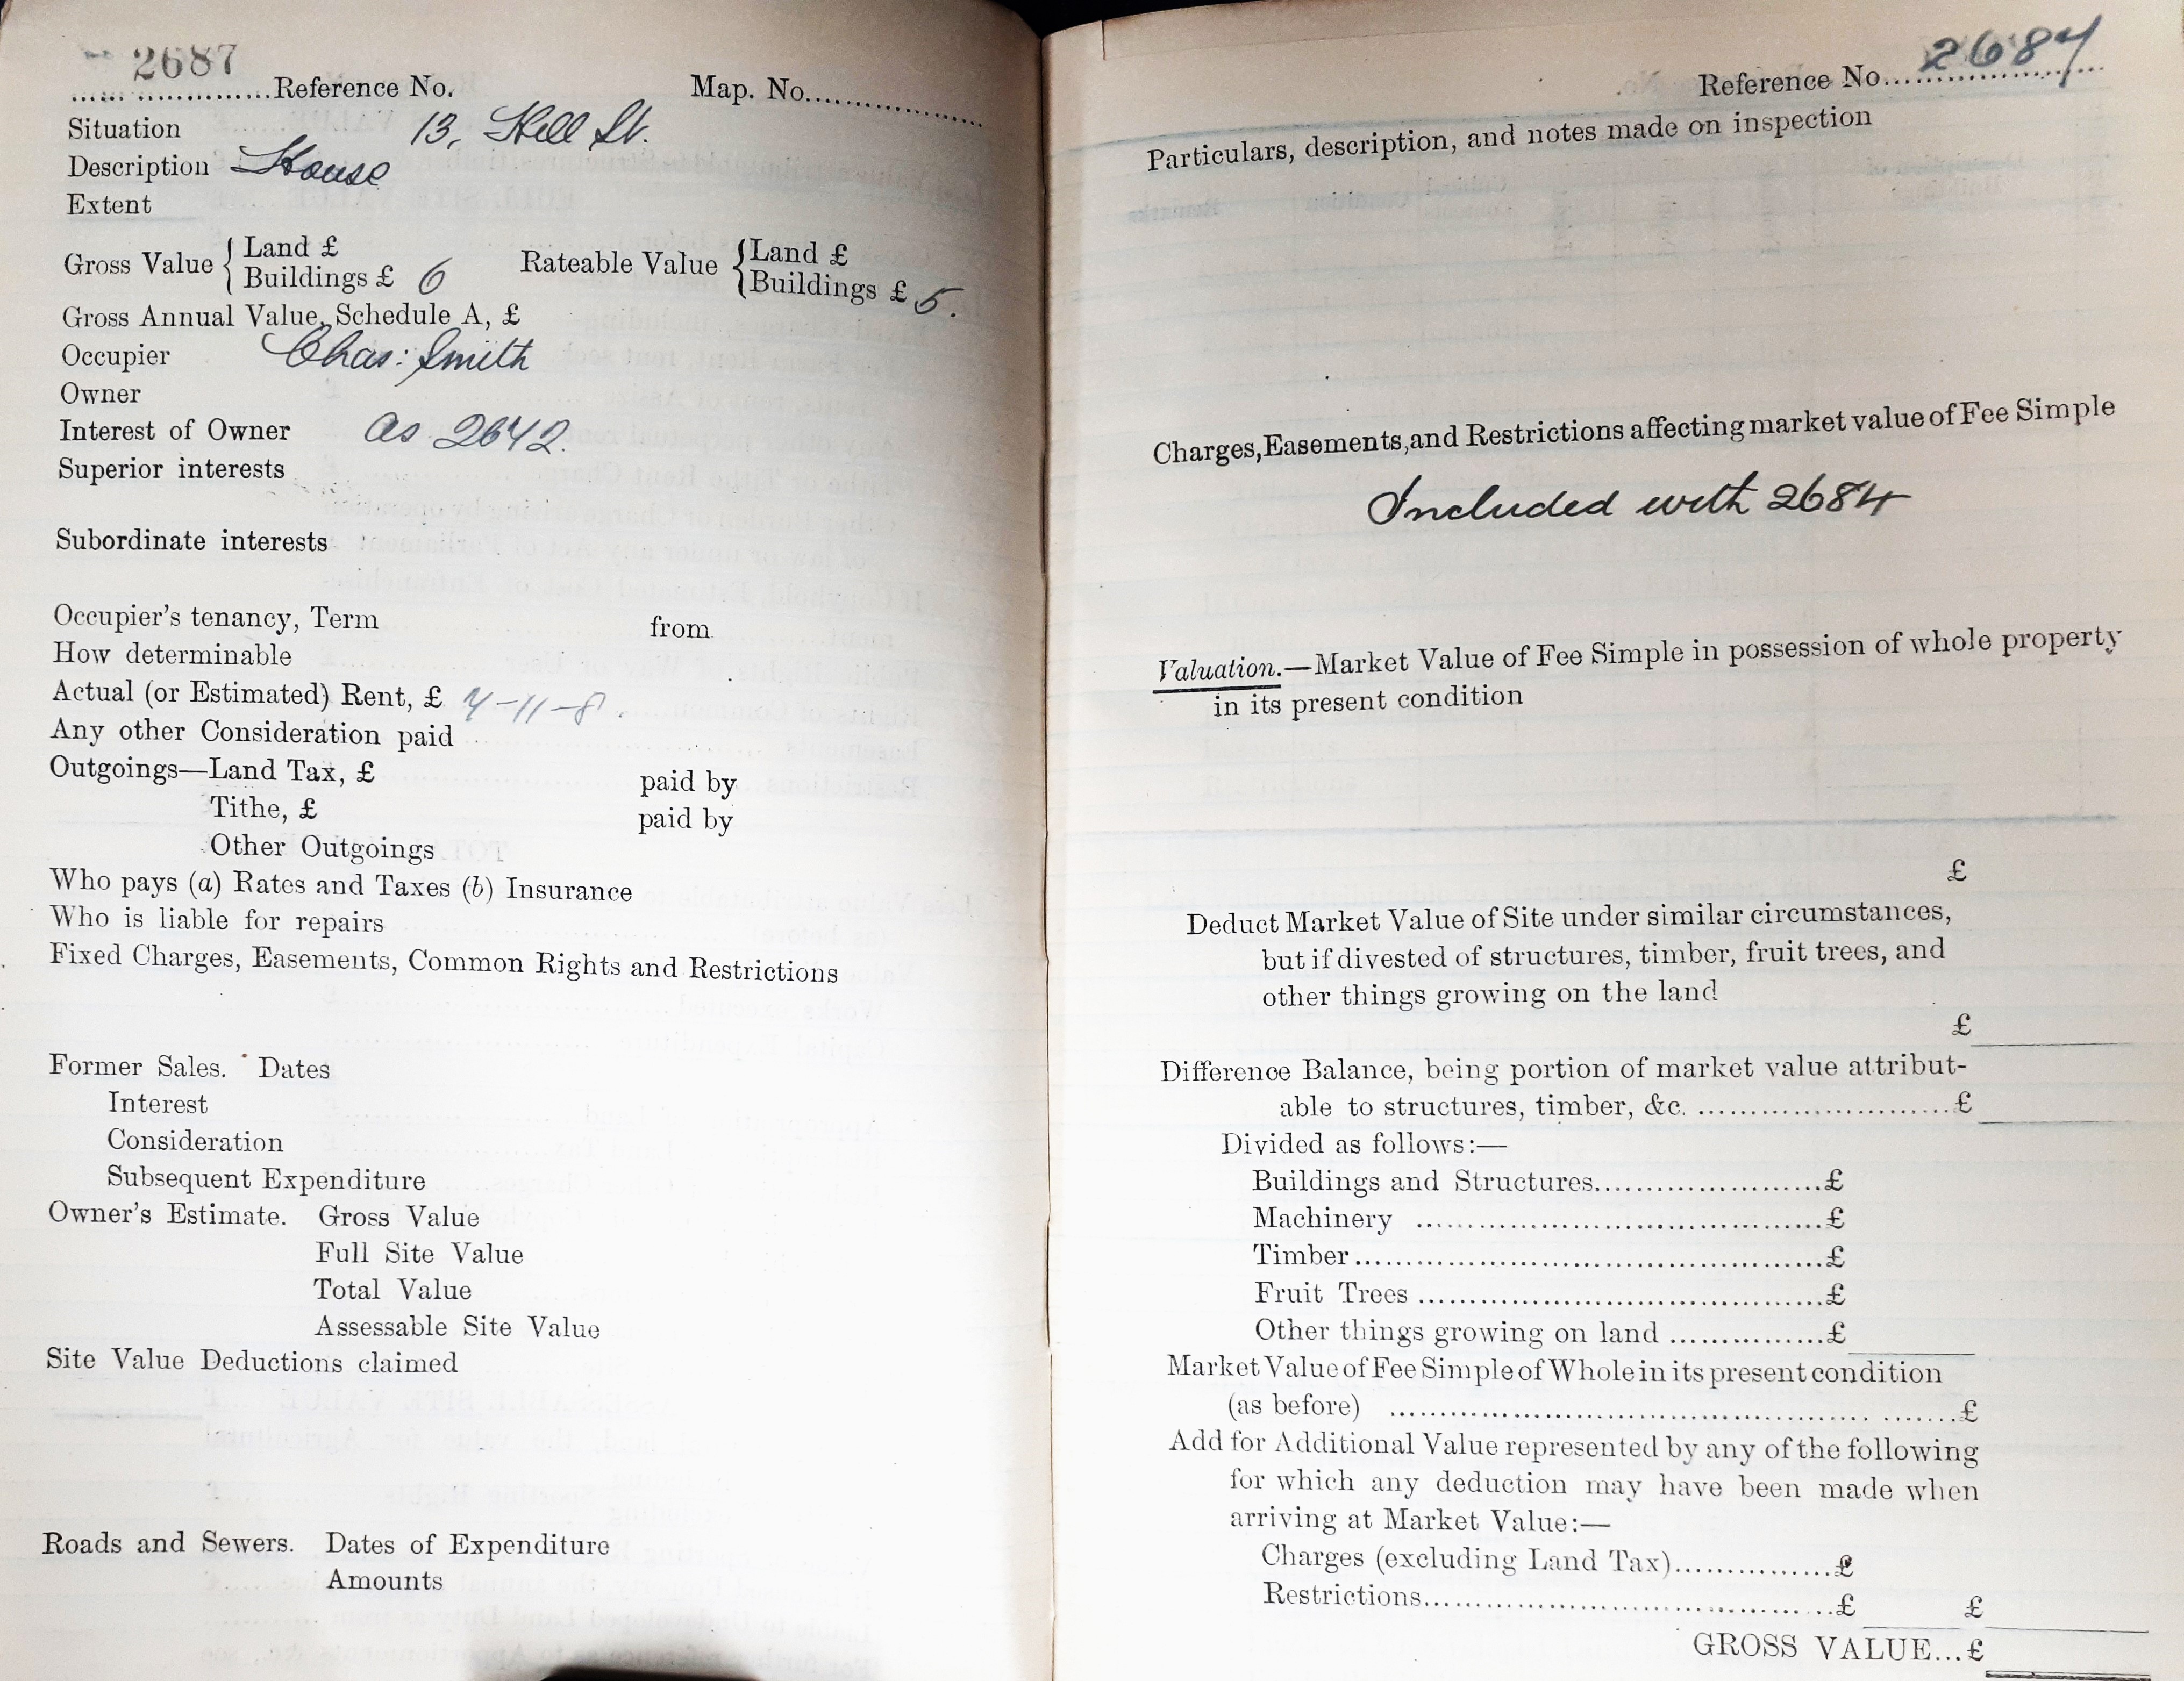 2687
...... ..............Reference No. Map. No..................
Situation 13, Hill St.
Description House
Extent
Gross Value { Land £ Rateable Value { Land £
Buildings £ 6 Buildings £ 5.
Gross Annual Value, Schedule A, £
Occupier Chas: Smith
Owner
Interest of Owner as 2642.
Superior interests
Subordinate interests
Occupier's tenancy, Term from
How determinable
Actual (or Estimated) Rent, £ 4-11-8.
Any other Consideration paid
Outgoings—Land Tax, £ paid by
Tithe, £ paid by
Other Outgoings
Who pays (a) Rates and Taxes (b) Insurance
Who is liable for repairs
Fixed Charges, Easements, Common Rights and Restrictions
Former Sales. Dates
Interest
Consideration
Subsequent Expenditure
Owner's Estimate. Gross Value
Full Site Value
Total Value
Assessable Site Value
Site Value Deductions claimed
Roads and Sewers. Dates of Expenditure
Amounts
Reference No. 2687
Particulars, description, and notes made on inspection
Charges, Easements, and Restrictions affecting market value of Fee Simple
Included with 2684
Valuation.—Market Value of Fee Simple in possession of whole property
in its present condition
£
Deduct Market Value of Site under similar circumstances,
but if divested of structures, timber, fruit trees, and
other things growing on the land
£
Difference Balance, being portion of market value attribut-
able to structures, timber, &c. ..........................£
Divided as follows:—
Buildings and Structures.......................£
Machinery .......................................£
Timber.............................................£
Fruit Trees .......................................£
Other things growing on land ...............£
Market Value of Fee Simple of Whole in its present condition
(as before) .......................................................£
Add for Additional Value represented by any of the following
for which any deduction may have been made when
arriving at Market Value:—
Charges (excluding Land Tax)...............£
Restrictions........................................£ £
GROSS VALUE...£